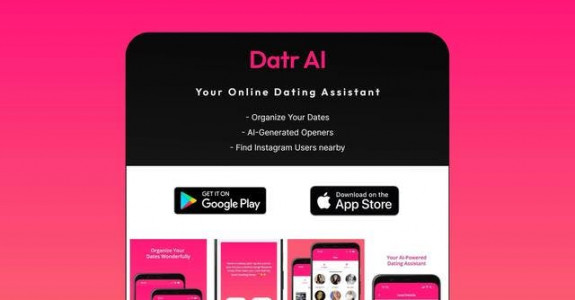 Datr AI
Your Online Dating Assistant
- Organize Your Dates
- AI-Generated Openers
- Find Instagram Users nearby
GET IT ON
Google Play
Download on the
App Store
Organize Your
Dates Wonderfully
Your AI-Powered
Dating Assistant